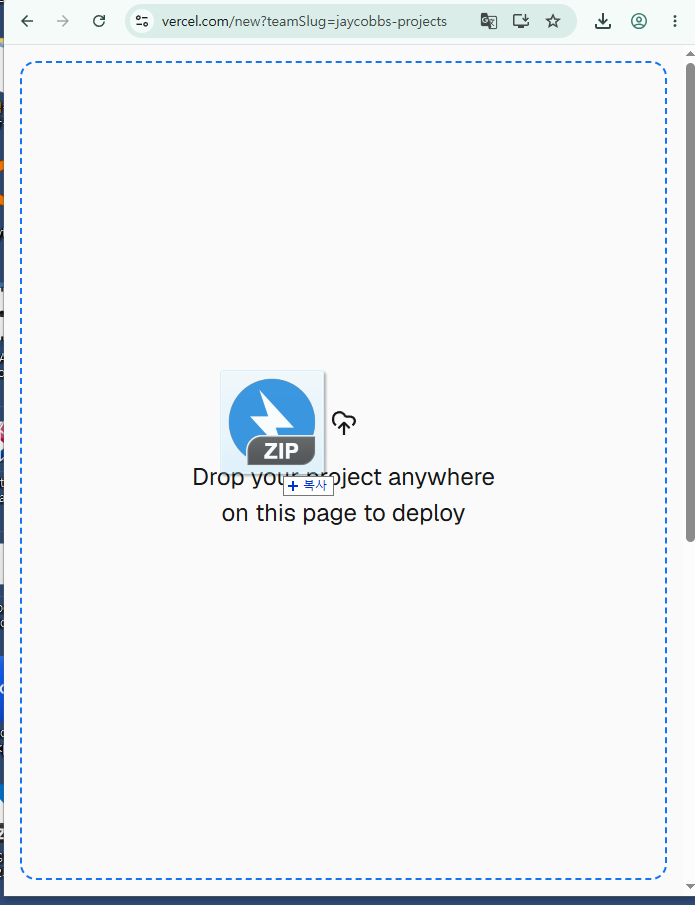 vercel.com/new?teamSlug=jaycobbs-projects
ZIP
Drop your project anywhere
+ 복사
on this page to deploy